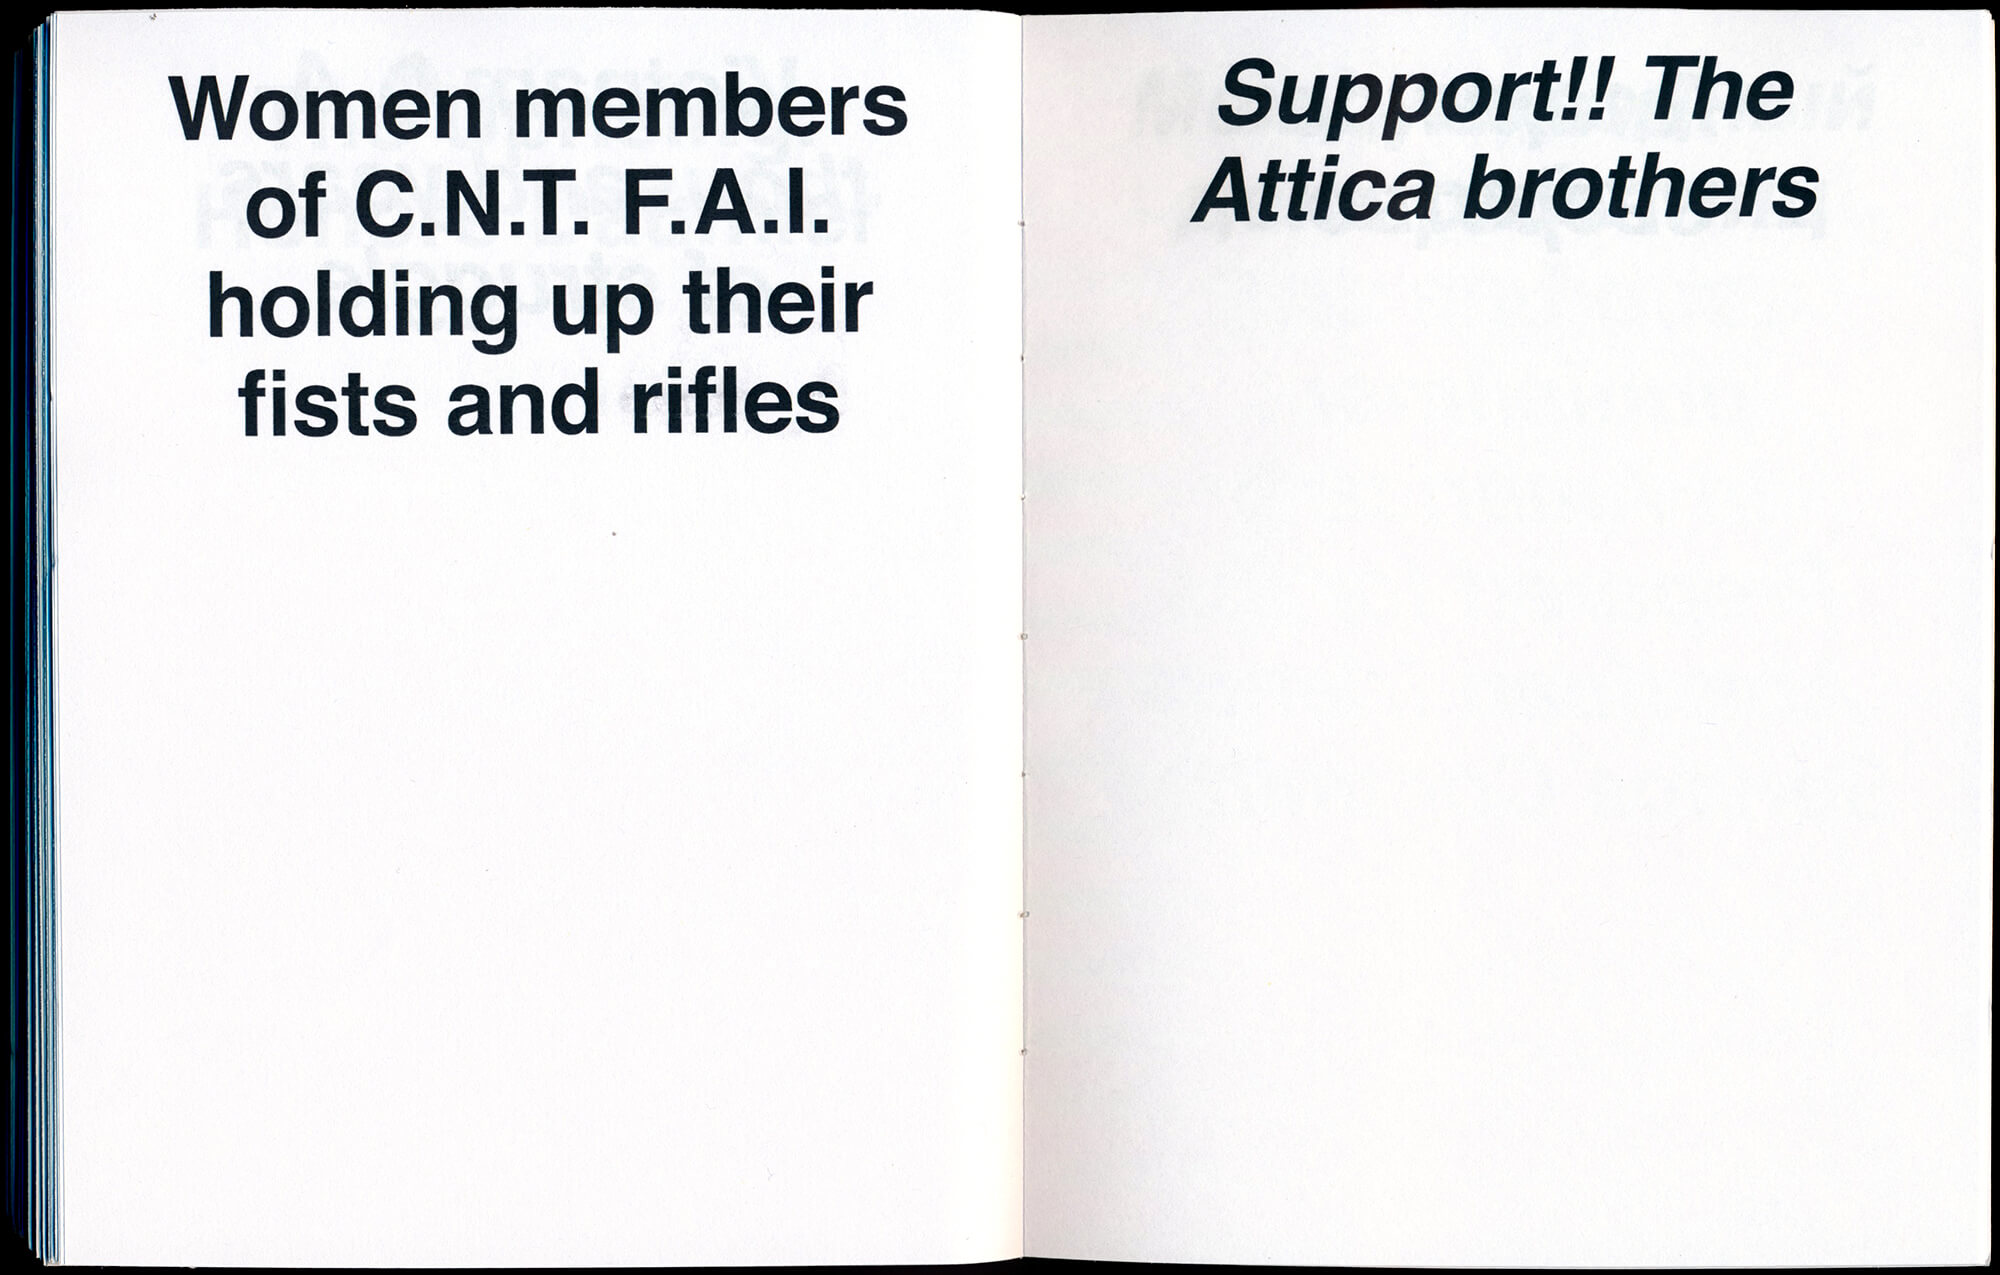 Women members
of C.N.T. F.A.I.
holding up their
fists and rifles
Support!! The
Attica brothers